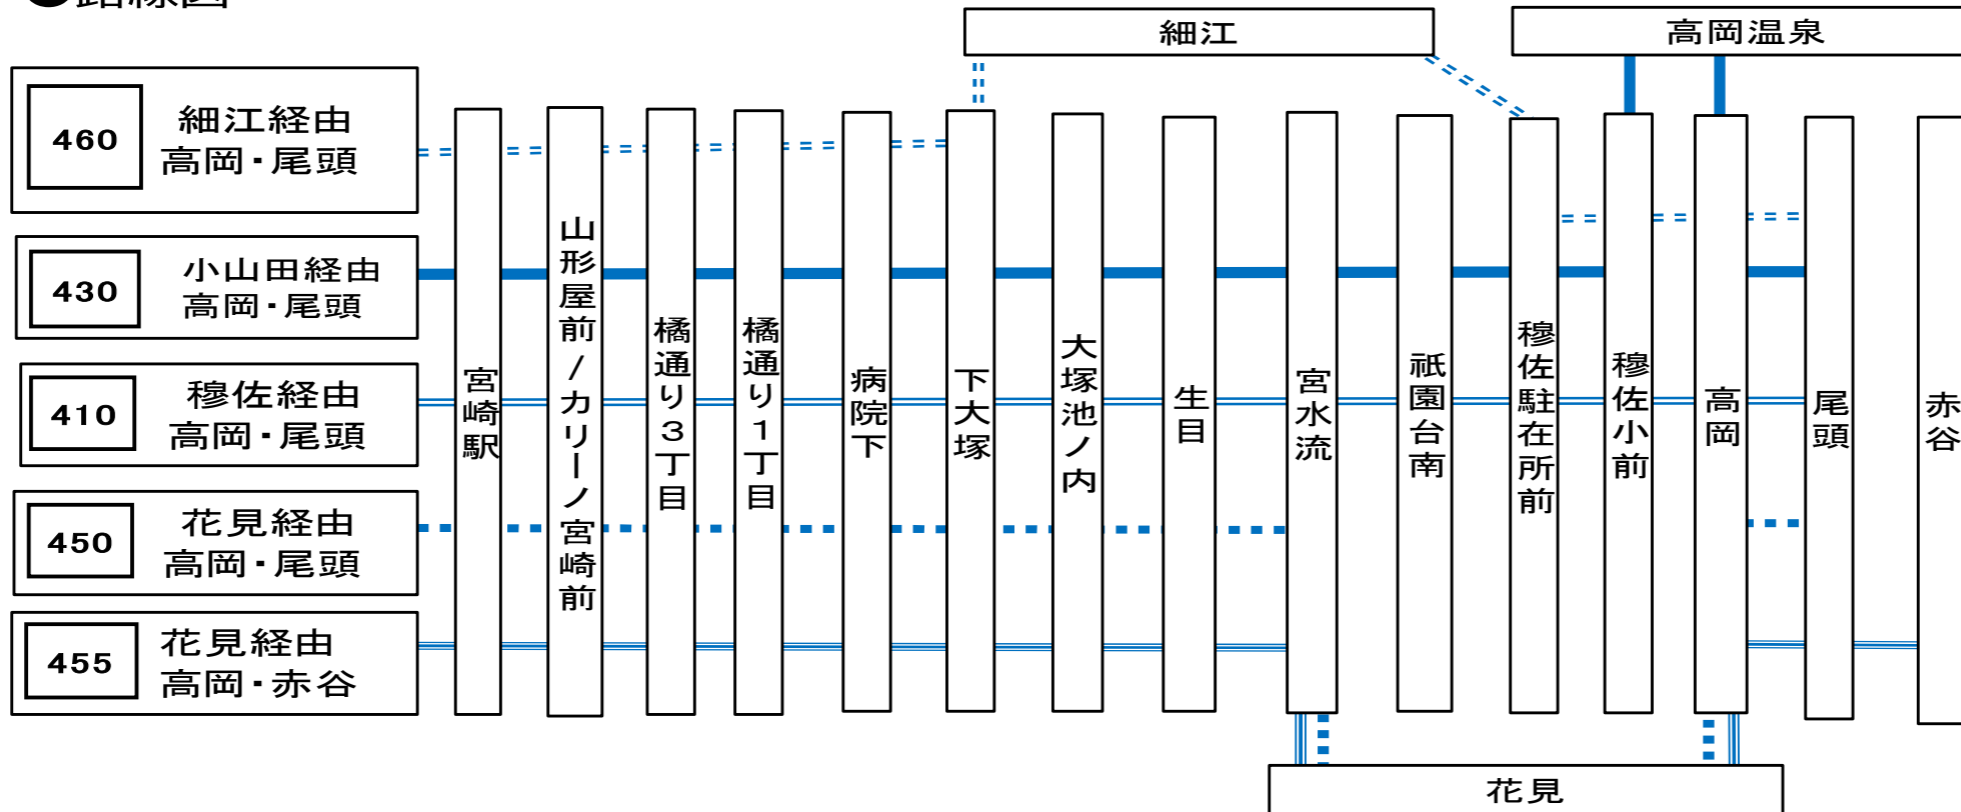 ●路線図
細江
高岡温泉
460 細江経由
高岡・尾頭
430 小山田経由
高岡・尾頭
410 穆佐経由
高岡・尾頭
450 花見経由
高岡・尾頭
455 花見経由
高岡・赤谷
宮崎駅
山形屋前/カリーノ宮崎前
橘通り3丁目
橘通り1丁目
病院下
下大塚
大塚池ノ内
生目
宮水流
祇園台南
穆佐駐在所前
穆佐小前
高岡
尾頭
赤谷
花見